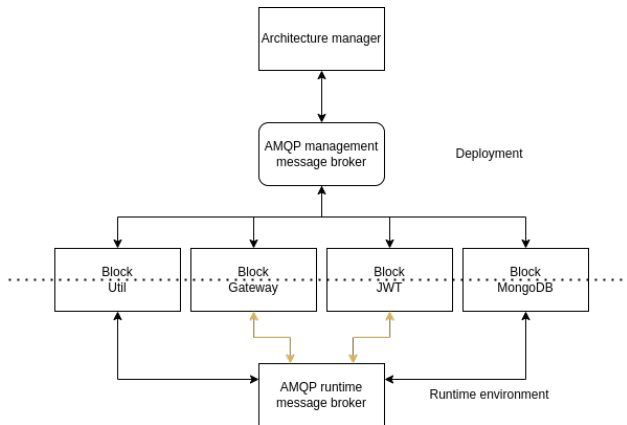 Architecture manager
AMQP management
message broker
Deployment
Block
Util
Block
Gateway
Block
JWT
Block
MongoDB
AMQP runtime
message broker
Runtime environment